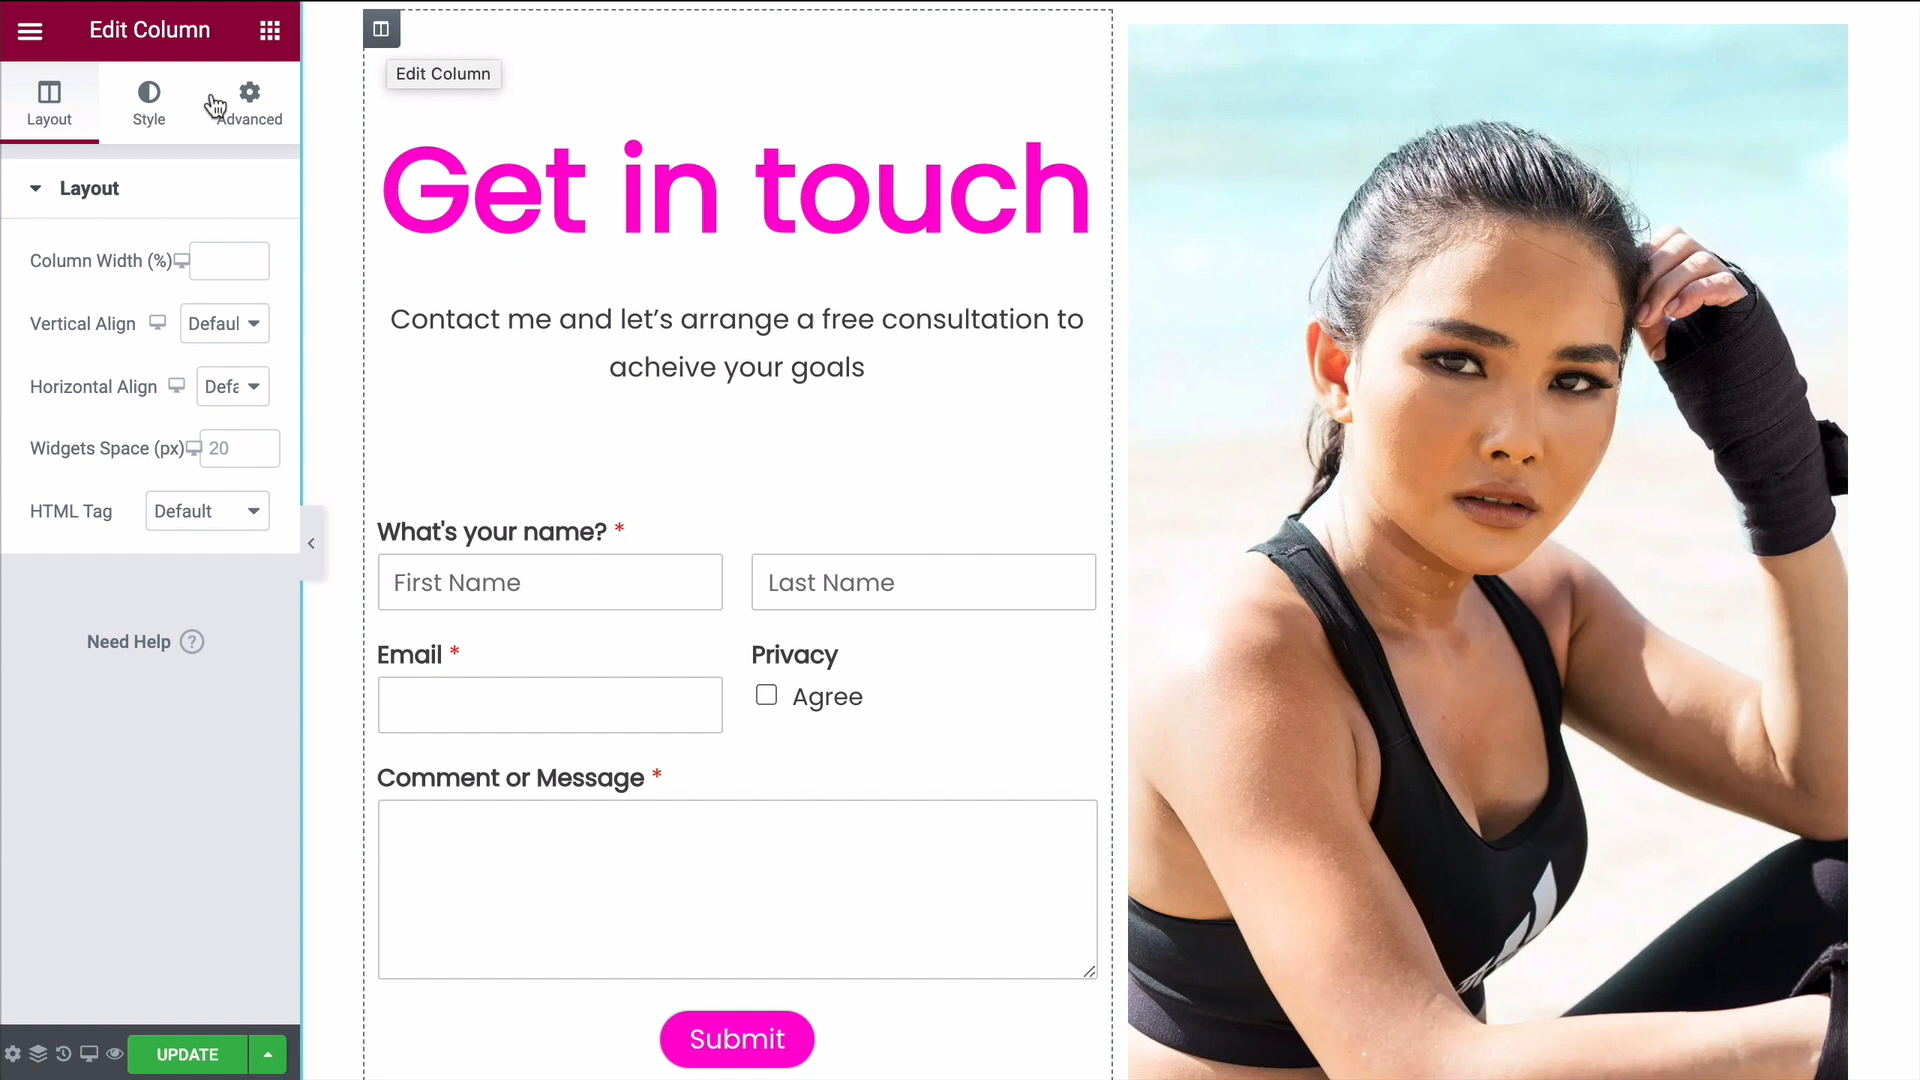 Edit Column
Layout
Style
Advanced
Layout
Column Width (%)
Vertical Align
Defaul
Horizontal Align
Defa
Widgets Space (px)
20
HTML Tag
Default
Need Help ?
UPDATE
Edit Column
Get in touch
Contact me and let’s arrange a free consultation to
acheive your goals
What's your name? *
First Name
Last Name
Email *
Privacy
Agree
Comment or Message *
Submit